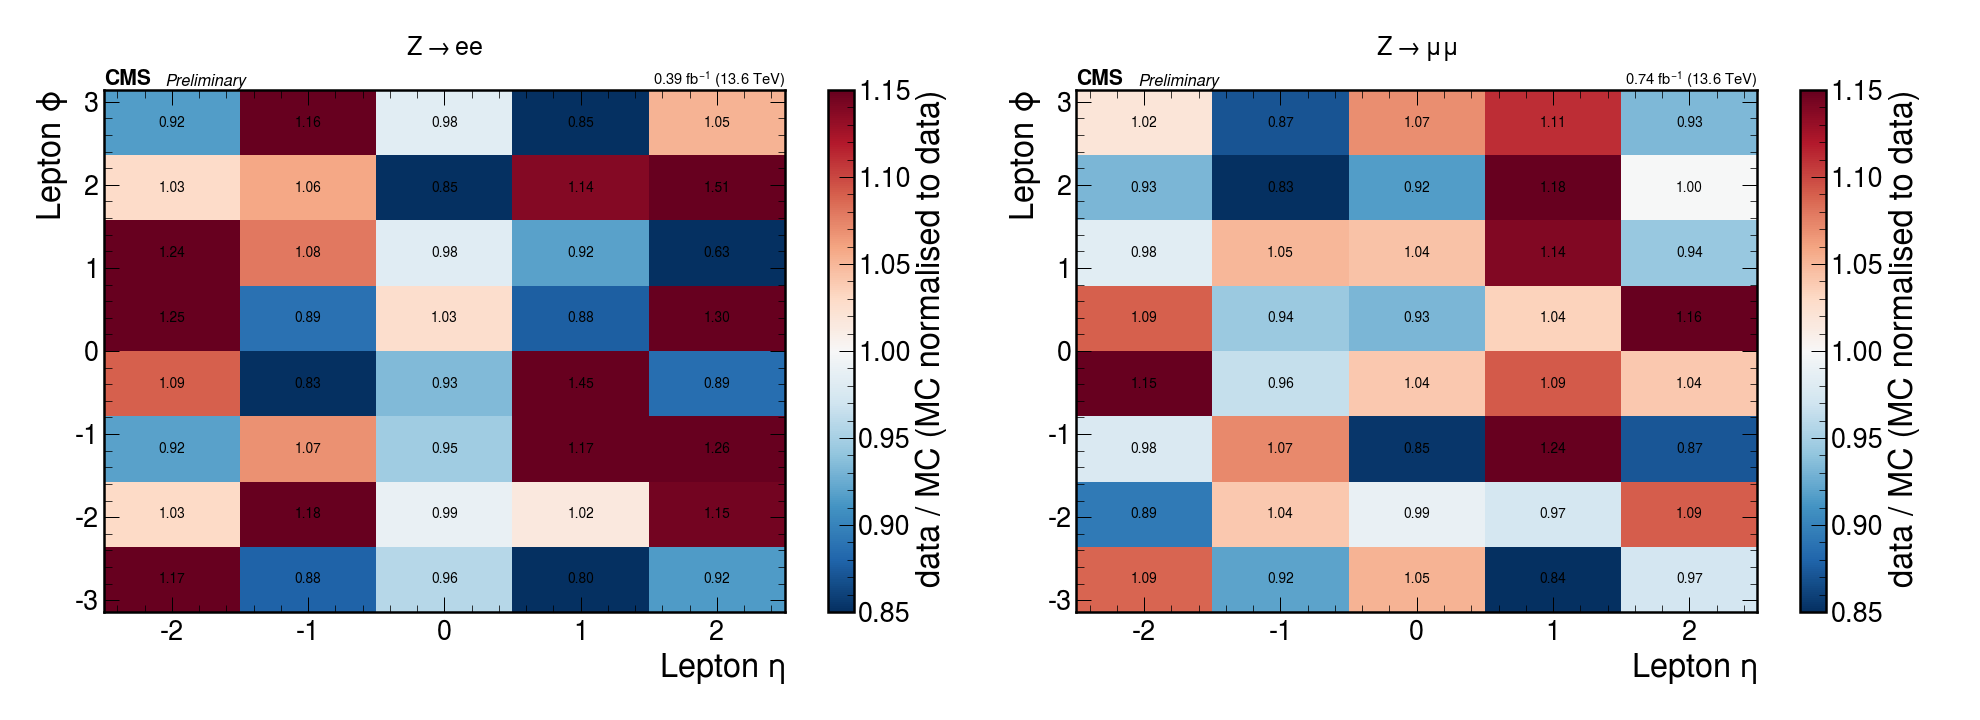 Z → ee
CMS Preliminary 0.39 fb⁻¹ (13.6 TeV)
Lepton φ
3
2
1
0
-1
-2
-3
0.92 1.16 0.98 0.85 1.05
1.03 1.06 0.85 1.14 1.51
1.24 1.08 0.98 0.92 0.63
1.25 0.89 1.03 0.88 1.30
1.09 0.83 0.93 1.45 0.89
0.92 1.07 0.95 1.17 1.26
1.03 1.18 0.99 1.02 1.15
1.17 0.88 0.96 0.80 0.92
-2 -1 0 1 2
Lepton η
1.15
1.10
1.05
1.00
0.95
0.90
0.85
data / MC (MC normalised to data)
Z → μμ
CMS Preliminary 0.74 fb⁻¹ (13.6 TeV)
Lepton φ
3
2
1
0
-1
-2
-3
1.02 0.87 1.07 1.11 0.93
0.93 0.83 0.92 1.18 1.00
0.98 1.05 1.04 1.14 0.94
1.09 0.94 0.93 1.04 1.16
1.15 0.96 1.04 1.09 1.04
0.98 1.07 0.85 1.24 0.87
0.89 1.04 0.99 0.97 1.09
1.09 0.92 1.05 0.84 0.97
-2 -1 0 1 2
Lepton η
1.15
1.10
1.05
1.00
0.95
0.90
0.85
data / MC (MC normalised to data)